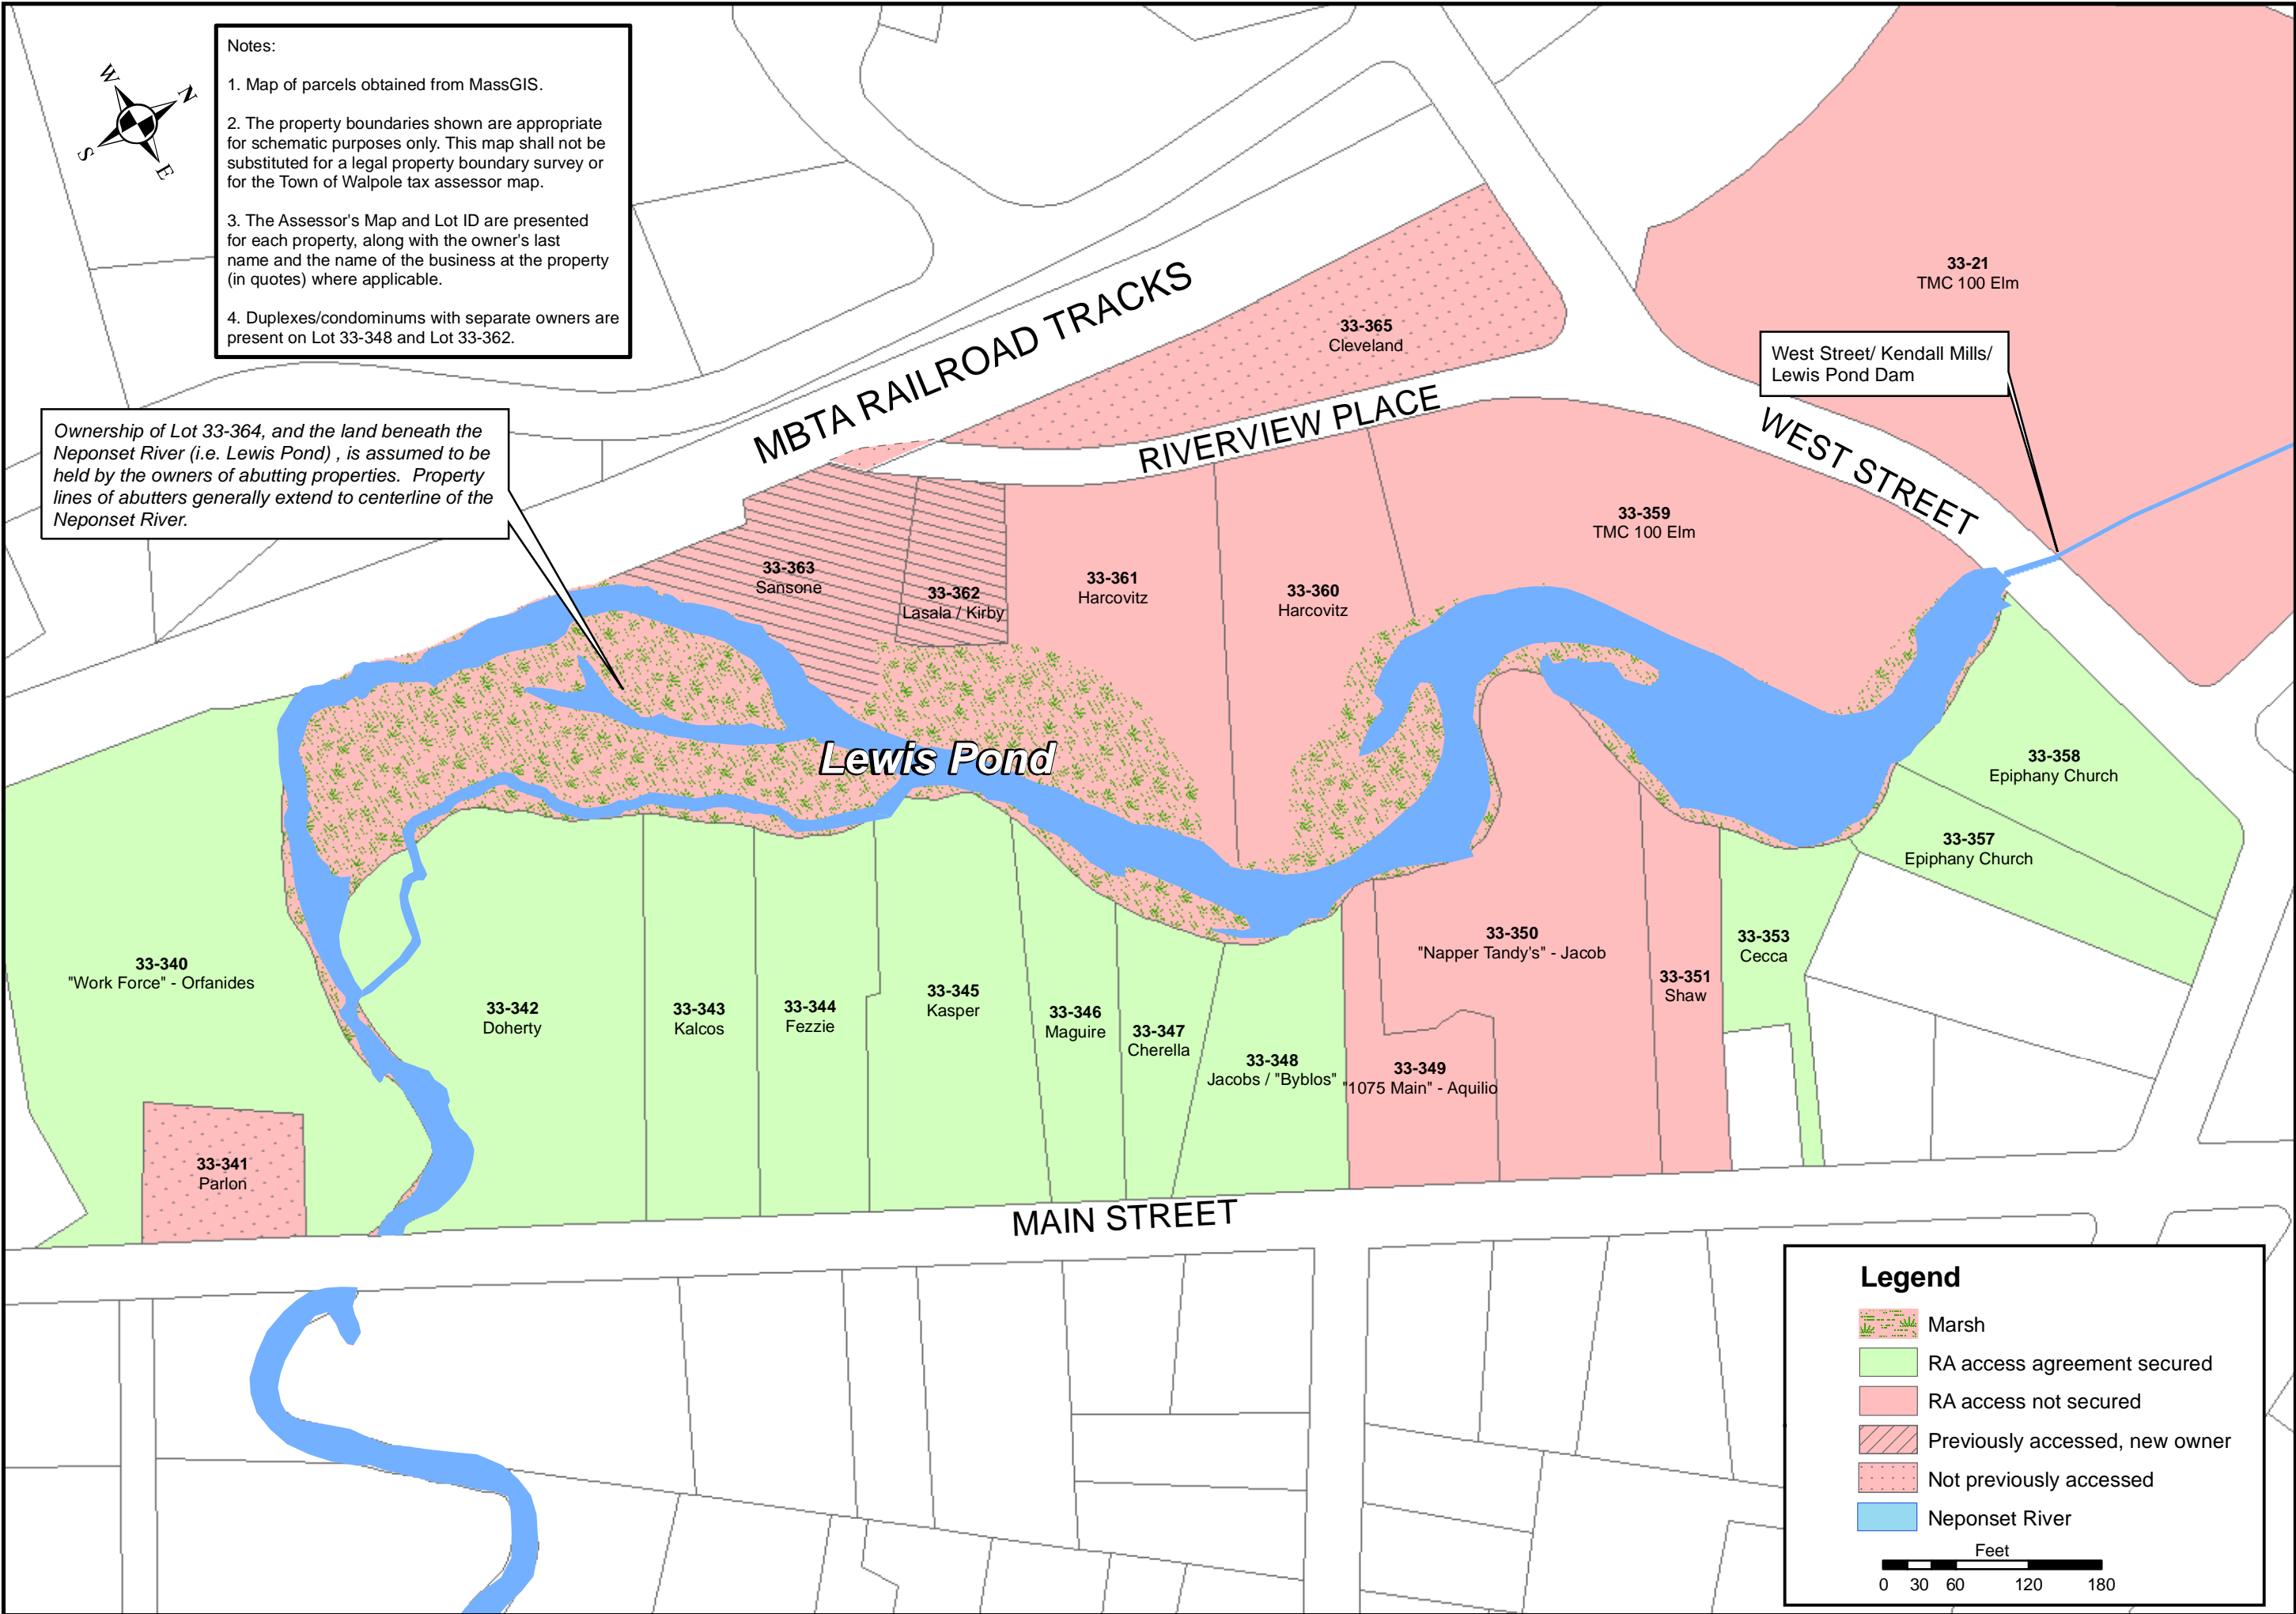 W
N
S
E
Notes:
1. Map of parcels obtained from MassGIS.
2. The property boundaries shown are appropriate
for schematic purposes only. This map shall not be
substituted for a legal property boundary survey or
for the Town of Walpole tax assessor map.
3. The Assessor's Map and Lot ID are presented
for each property, along with the owner's last
name and the name of the business at the property
(in quotes) where applicable.
4. Duplexes/condominums with separate owners are
present on Lot 33-348 and Lot 33-362.
33-21
TMC 100 Elm
MBTA RAILROAD TRACKS
33-365
Cleveland
West Street/ Kendall Mills/
Lewis Pond Dam
RIVERVIEW PLACE
WEST STREET
Ownership of Lot 33-364, and the land beneath the
Neponset River (i.e. Lewis Pond) , is assumed to be
held by the owners of abutting properties. Property
lines of abutters generally extend to centerline of the
Neponset River.
33-359
TMC 100 Elm
33-363
Sansone
33-362
Lasala / Kirby
33-361
Harcovitz
33-360
Harcovitz
Lewis Pond
33-358
Epiphany Church
33-357
Epiphany Church
33-340
"Work Force" - Orfanides
33-342
Doherty
33-343
Kalcos
33-344
Fezzie
33-345
Kasper
33-346
Maguire
33-347
Cherella
33-348
Jacobs / "Byblos"
33-349
"1075 Main" - Aquilio
33-350
"Napper Tandy's" - Jacob
33-351
Shaw
33-353
Cecca
33-341
Parlon
MAIN STREET
Legend
Marsh
RA access agreement secured
RA access not secured
Previously accessed, new owner
Not previously accessed
Neponset River
Feet
0 30 60 120 180